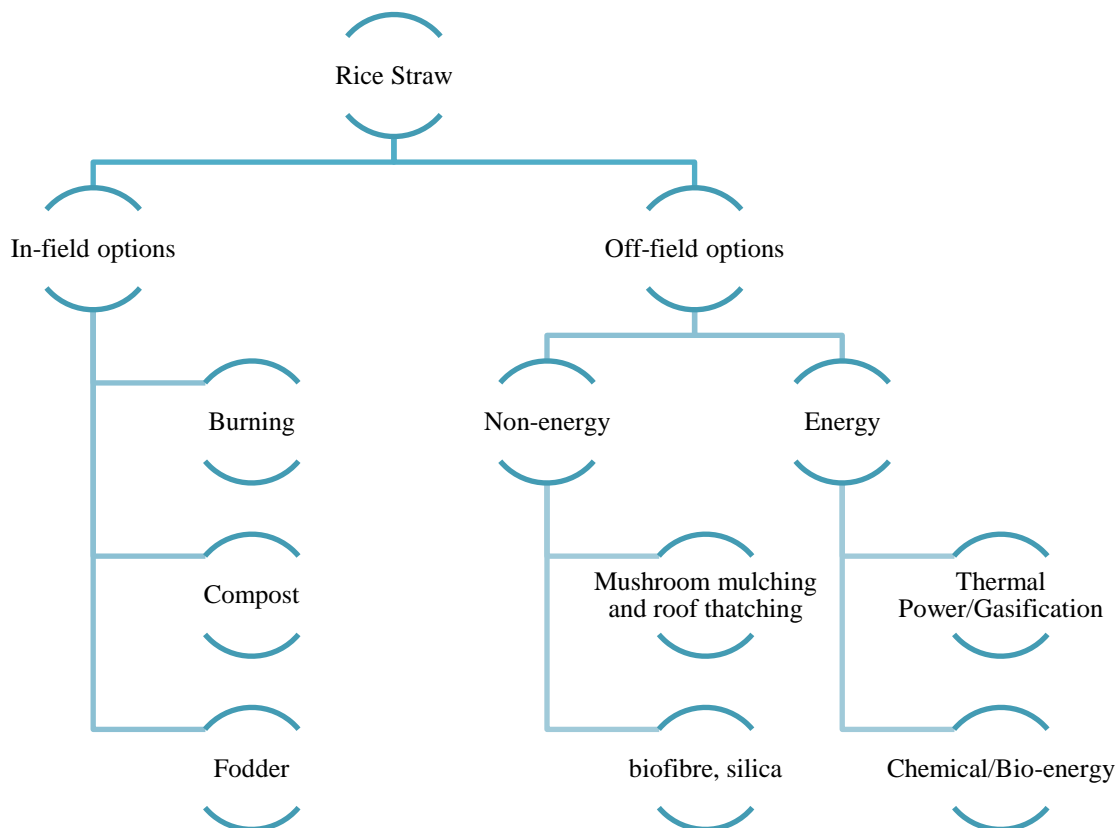 Rice Straw
In-field options
Off-field options
Burning
Non-energy
Energy
Compost
Mushroom mulching
and roof thatching
Thermal
Power/Gasification
Fodder
biofibre, silica
Chemical/Bio-energy